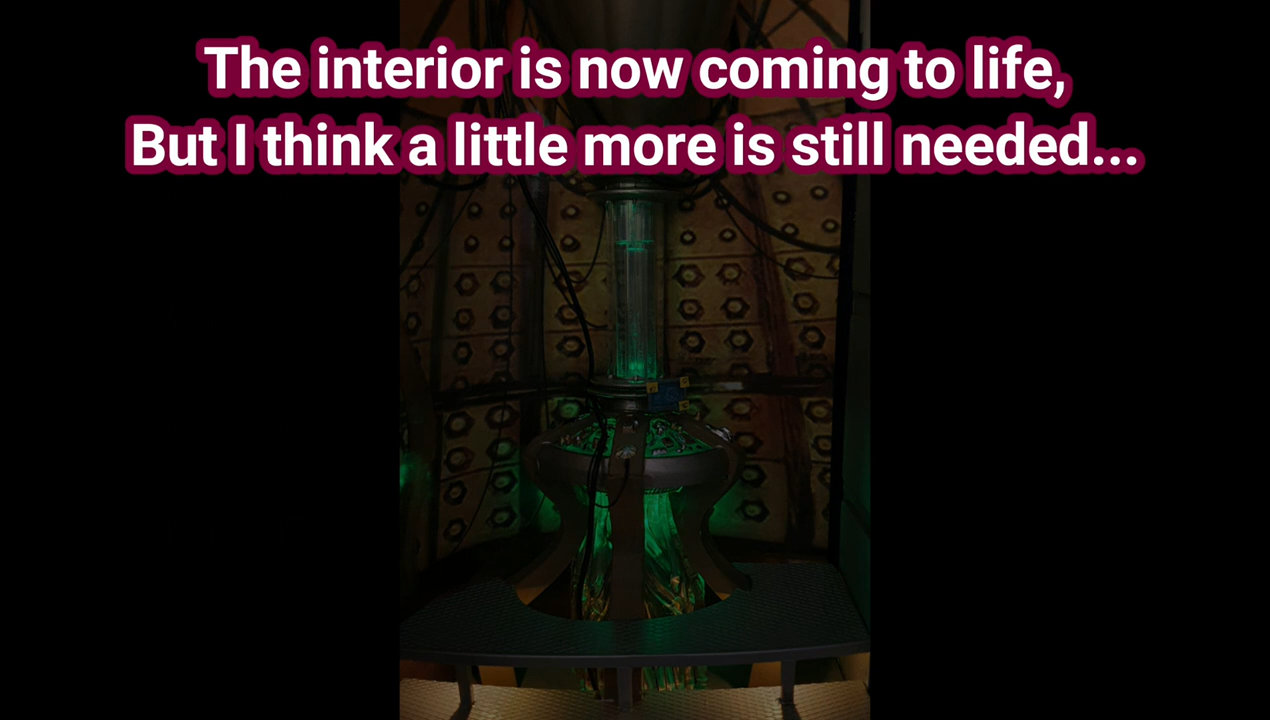 The interior is now coming to life,
But I think a little more is still needed...